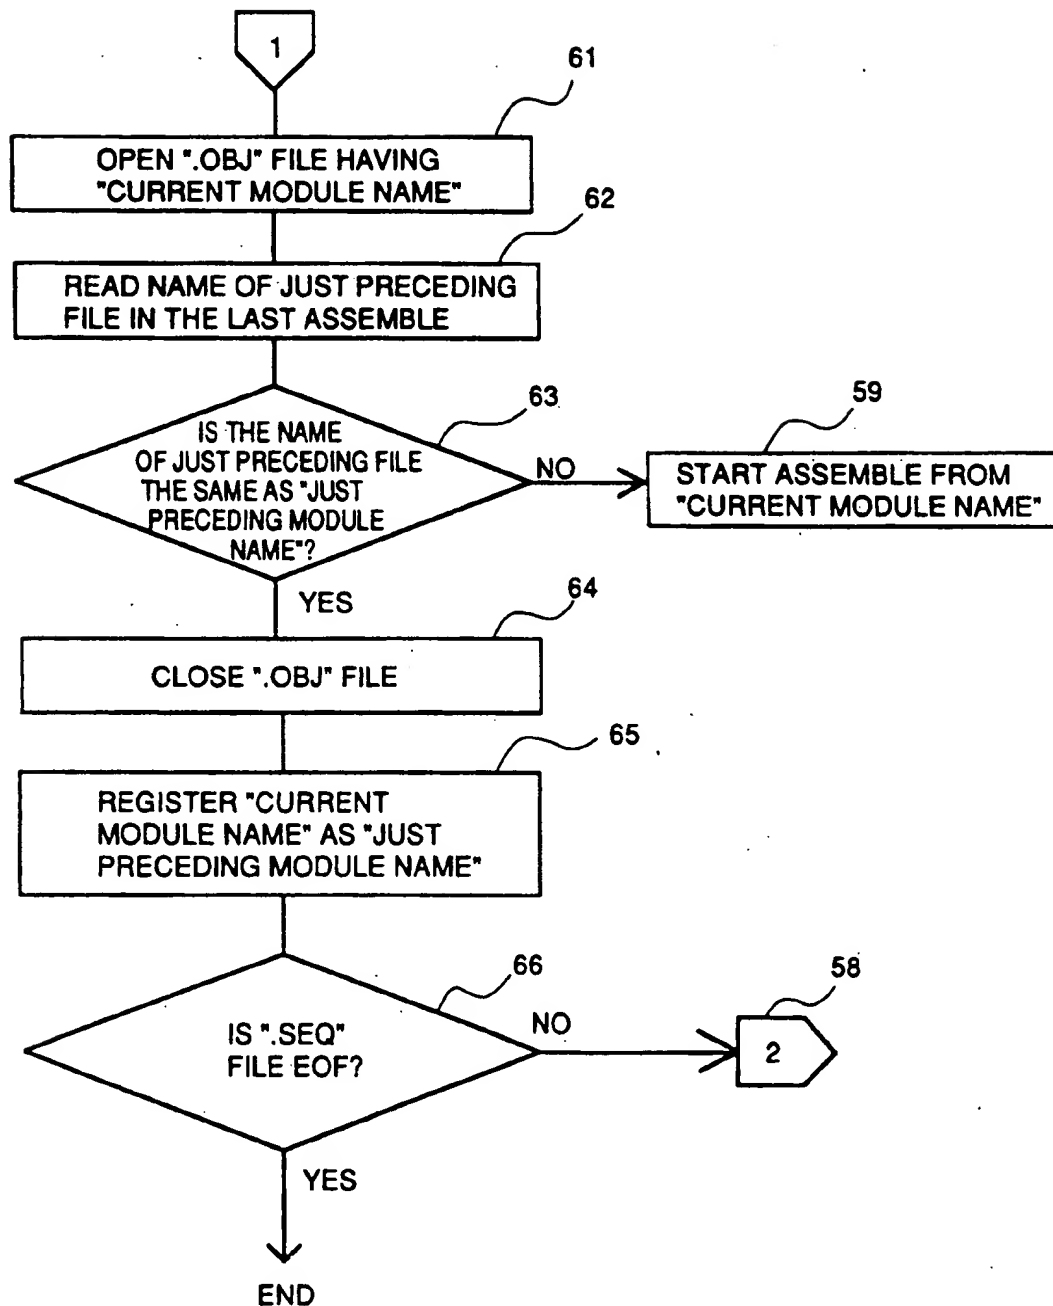 1
61
OPEN ".OBJ" FILE HAVING
"CURRENT MODULE NAME"
62
READ NAME OF JUST PRECEDING
FILE IN THE LAST ASSEMBLE
63
IS THE NAME
OF JUST PRECEDING FILE
THE SAME AS "JUST
PRECEDING MODULE
NAME"?
NO
59
START ASSEMBLE FROM
"CURRENT MODULE NAME"
YES
64
CLOSE ".OBJ" FILE
65
REGISTER "CURRENT
MODULE NAME" AS "JUST
PRECEDING MODULE NAME"
66
IS ".SEQ"
FILE EOF?
NO
58
2
YES
END